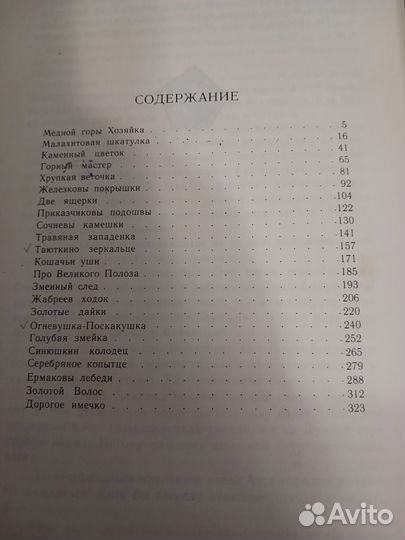 СОДЕРЖАНИЕ
Медной горы Хозяйка . . . . . . . . . . 5
Малахитовая шкатулка . . . . . . . . . . 16
Каменный цветок . . . . . . . . . . 41
Горный мастер . . . . . . . . . . 65
Хрупкая веточка . . . . . . . . . . 81
Железковы покрышки . . . . . . . . . . 92
Две ящерки . . . . . . . . . . 104
Приказчиковы подошвы . . . . . . . . . . 122
Сочневы камешки . . . . . . . . . . 130
Травяная западенка . . . . . . . . . . 141
✓ Таюткино зеркальце . . . . . . . . . . 157
Кошачьи уши . . . . . . . . . . 171
Про Великого Полоза . . . . . . . . . . 185
Змеиный след . . . . . . . . . . 193
Жабреев ходок . . . . . . . . . . 206
Золотые дайки . . . . . . . . . . 220
✓ Огневушка-Поскакушка . . . . . . . . . . 240
Голубая змейка . . . . . . . . . . 252
Синюшкин колодец . . . . . . . . . . 265
Серебряное копытце . . . . . . . . . . 279
Ермаковы лебеди . . . . . . . . . . 288
Золотой Волос . . . . . . . . . . 312
Дорогое имечко . . . . . . . . . . 323
Avito